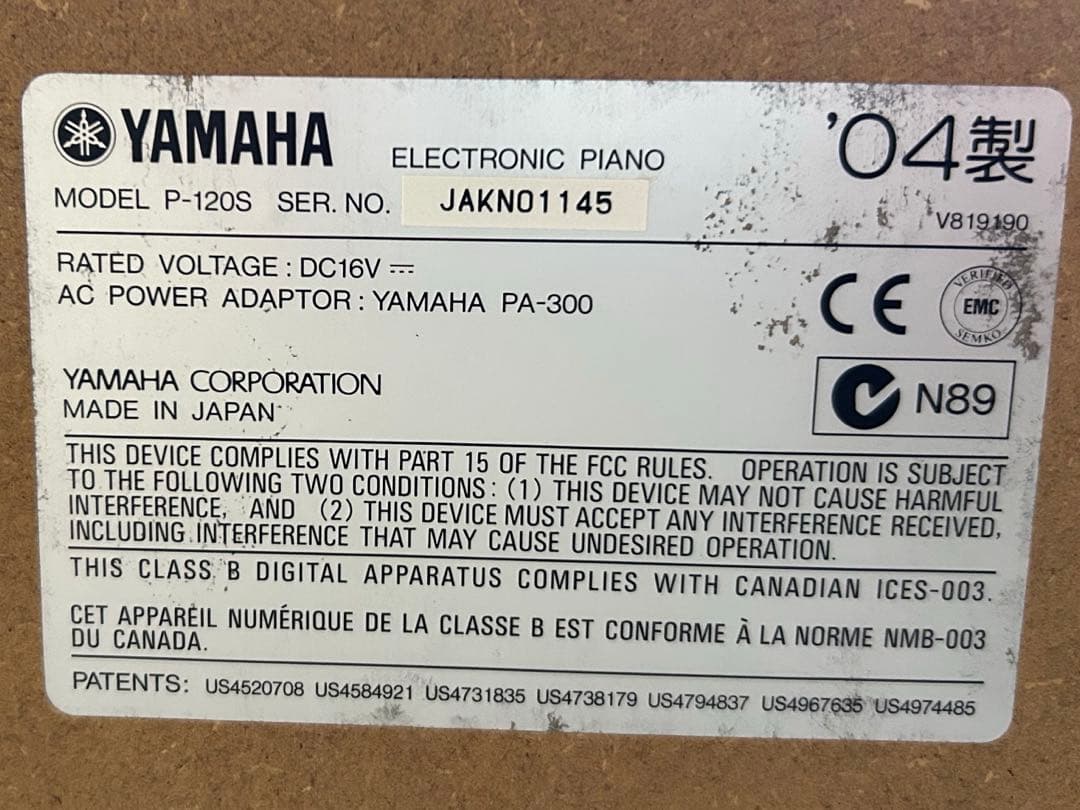 YAMAHA
ELECTRONIC PIANO
'04製
MODEL P-120S SER. NO. JAKN01145
V819190
RATED VOLTAGE : DC16V
AC POWER ADAPTOR : YAMAHA PA-300
CE
VERIFIED
EMC
SEMKO
YAMAHA CORPORATION
MADE IN JAPAN
N89
THIS DEVICE COMPLIES WITH PART 15 OF THE FCC RULES. OPERATION IS SUBJECT
TO THE FOLLOWING TWO CONDITIONS : (1) THIS DEVICE MAY NOT CAUSE HARMFUL
INTERFERENCE, AND (2) THIS DEVICE MUST ACCEPT ANY INTERFERENCE RECEIVED,
INCLUDING INTERFERENCE THAT MAY CAUSE UNDESIRED OPERATION.
THIS CLASS B DIGITAL APPARATUS COMPLIES WITH CANADIAN ICES-003.
CET APPAREIL NUMÉRIQUE DE LA CLASSE B EST CONFORME À LA NORME NMB-003
DU CANADA.
PATENTS: US4520708 US4584921 US4731835 US4738179 US4794837 US4967635 US4974485